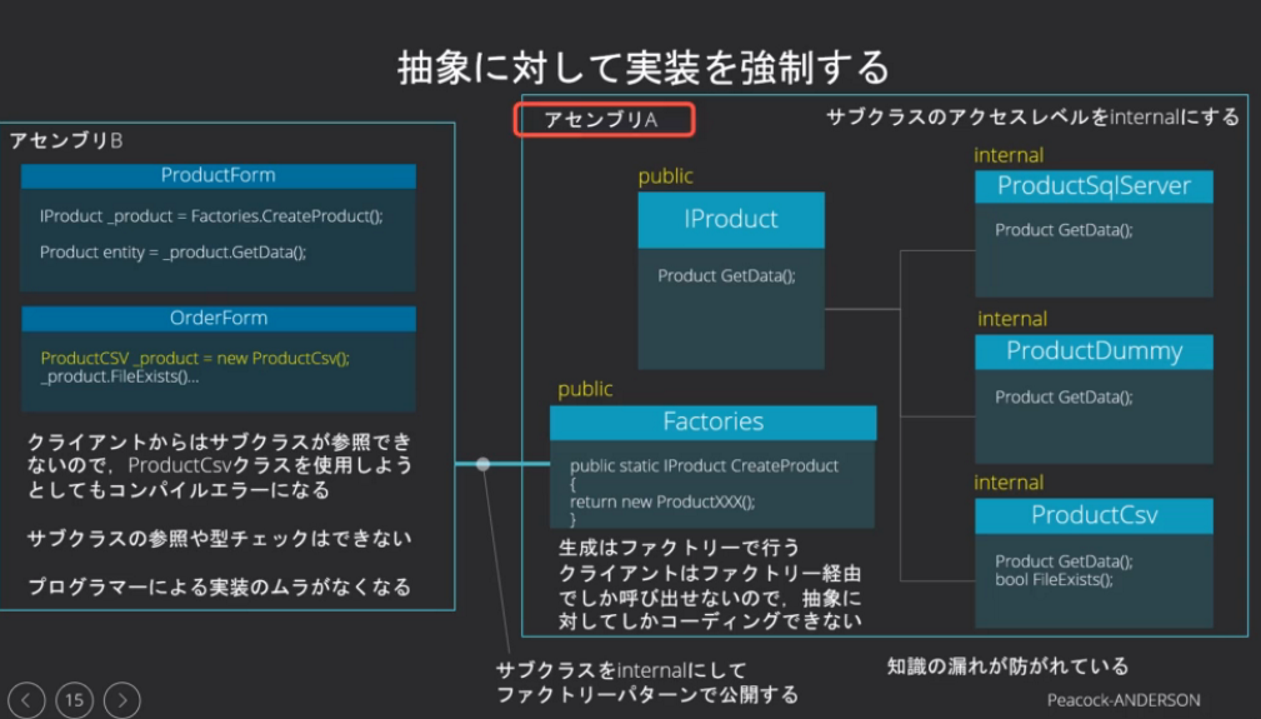 抽象に対して実装を強制する
アセンブリB
ProductForm
IProduct _product = Factories.CreateProduct();
Product entity = _product.GetData();
OrderForm
ProductCSV _product = new ProductCsv();
_product.FileExists()...
クライアントからはサブクラスが参照でき
ないので，ProductCsvクラスを使用しよう
としてもコンパイルエラーになる
サブクラスの参照や型チェックはできない
プログラマーによる実装のムラがなくなる
アセンブリA
サブクラスのアクセスレベルをinternalにする
public
IProduct
Product GetData();
public
Factories
public static IProduct CreateProduct
{
return new ProductXXX();
}
生成はファクトリーで行う
クライアントはファクトリー経由
でしか呼び出せないので，抽象に
対してしかコーディングできない
internal
ProductSqlServer
Product GetData();
internal
ProductDummy
Product GetData();
internal
ProductCsv
Product GetData();
bool FileExists();
サブクラスをinternalにして
ファクトリーパターンで公開する
知識の漏れが防がれている
Peacock-ANDERSON
15